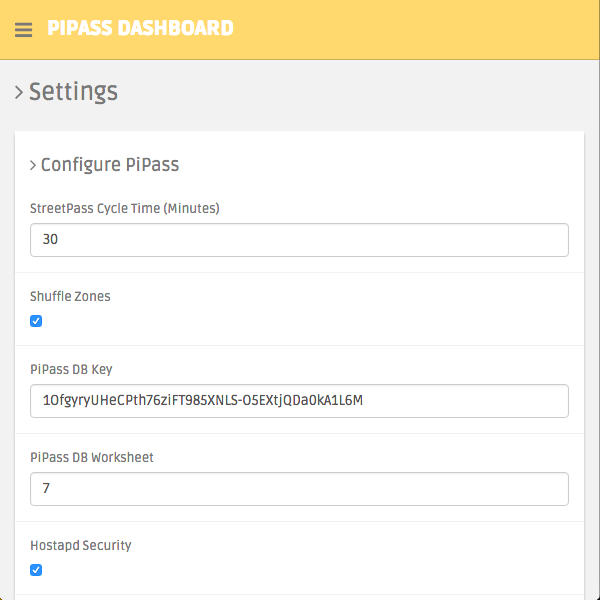 PIPASS DASHBOARD
Settings
Configure PiPass
StreetPass Cycle Time (Minutes)
30
Shuffle Zones
PiPass DB Key
1OfgyryUHeCPth76ziFT985XNLS-O5EXtjQDa0kA1L6M
PiPass DB Worksheet
7
Hostapd Security